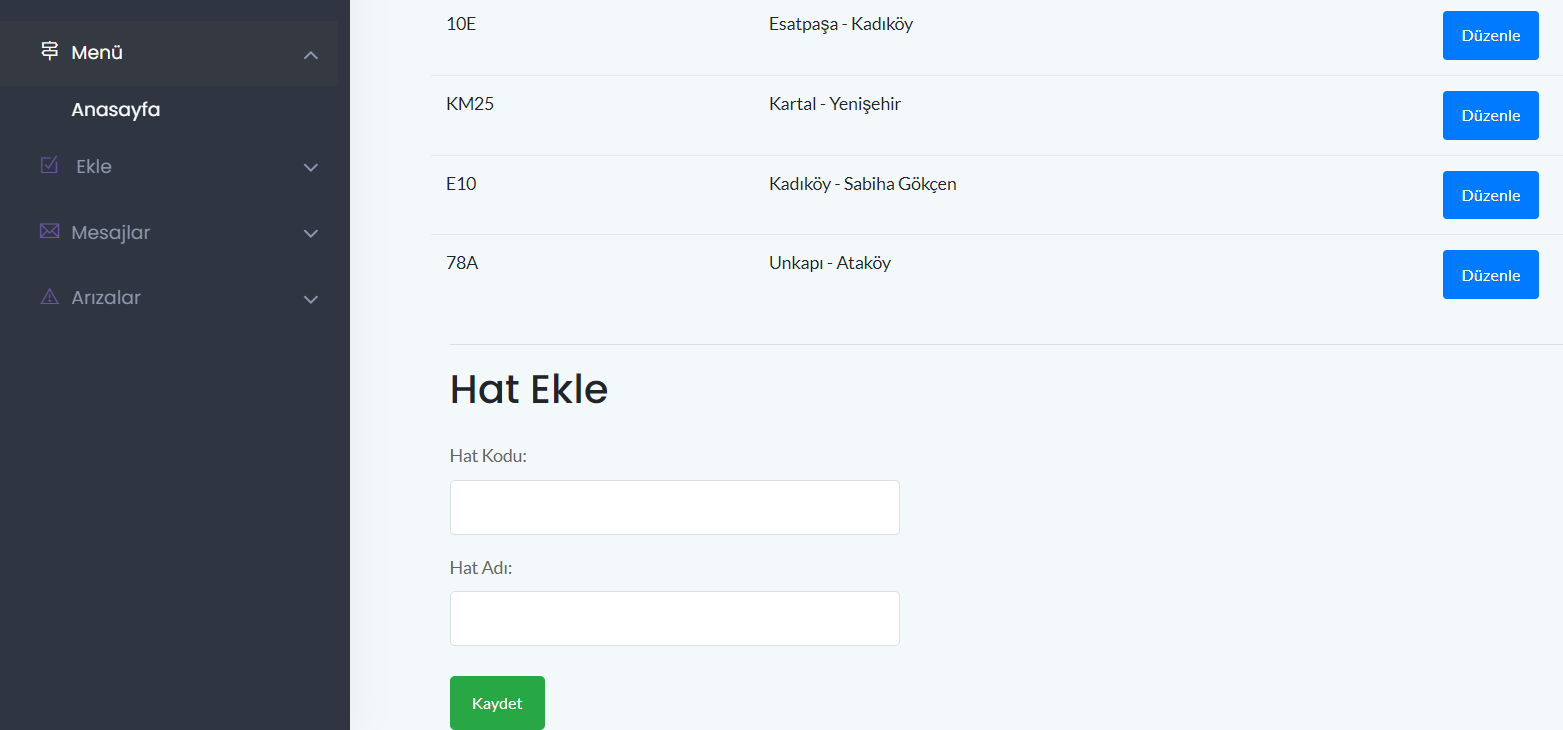 Menü
Anasayfa
Ekle
Mesajlar
Arızalar
10E Esatpaşa - Kadıköy Düzenle
KM25 Kartal - Yenişehir Düzenle
E10 Kadıköy - Sabiha Gökçen Düzenle
78A Unkapı - Ataköy Düzenle
Hat Ekle
Hat Kodu:
Hat Adı:
Kaydet